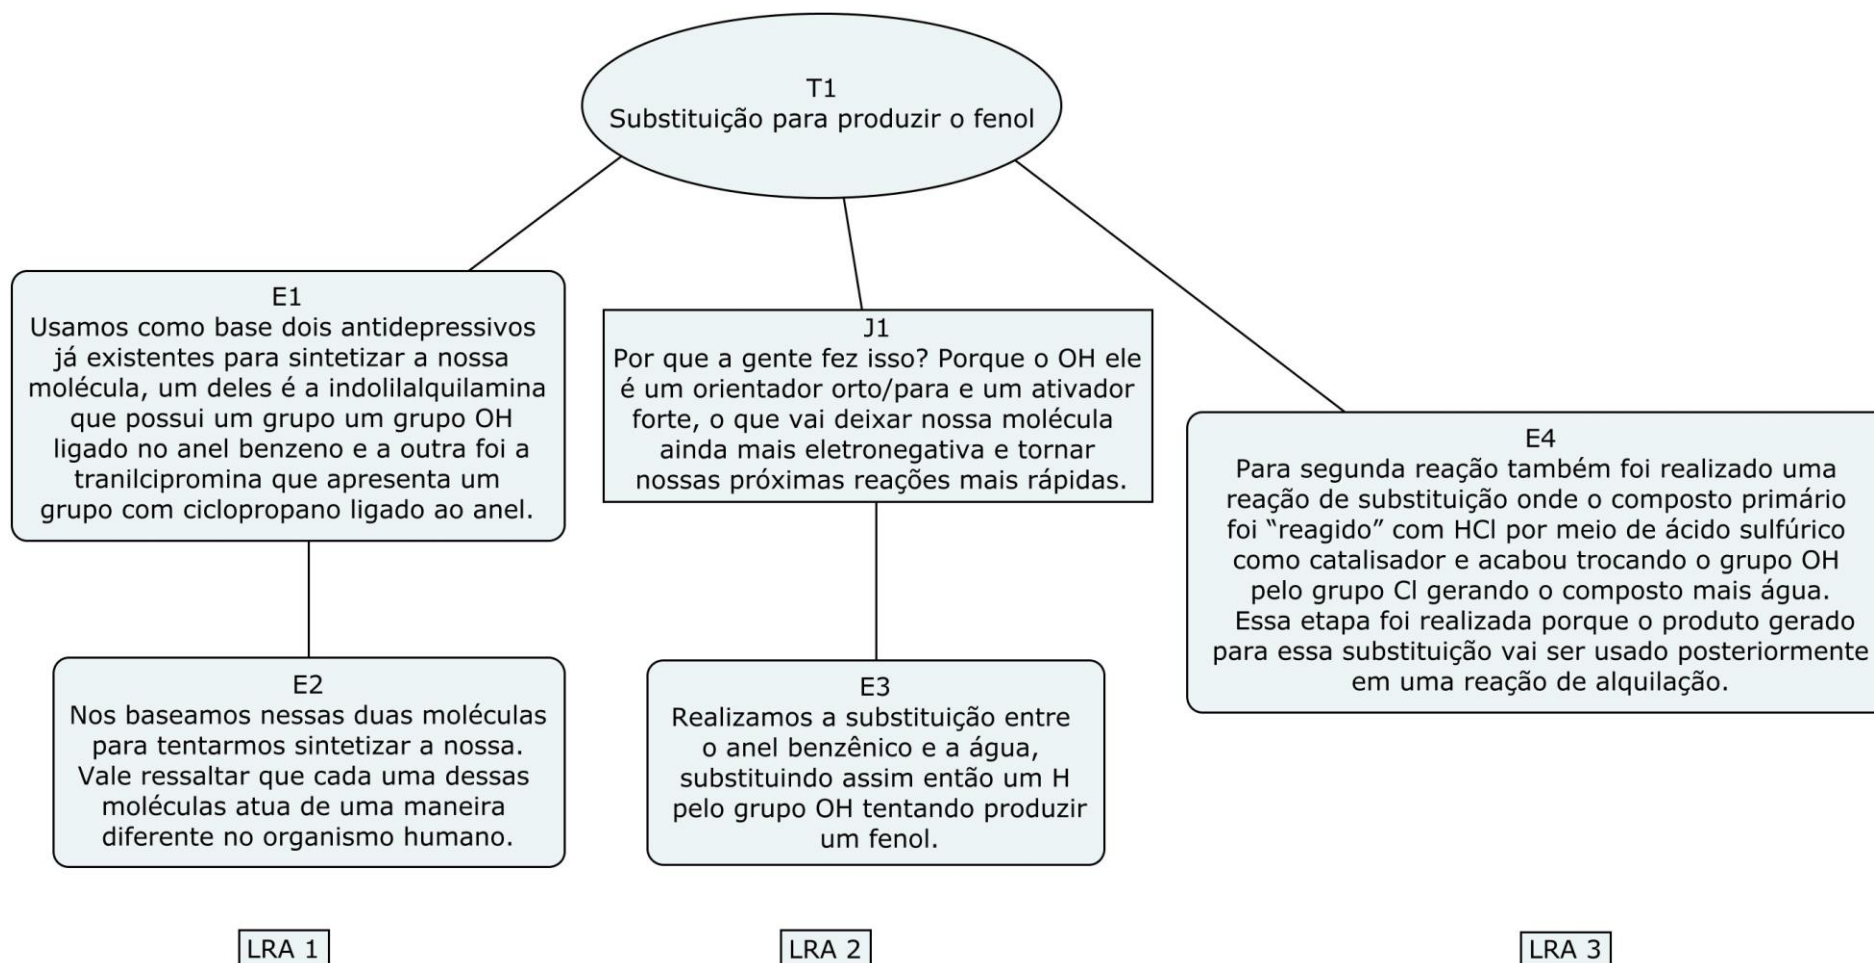 T1
Substituição para produzir o fenol
E1
Usamos como base dois antidepressivos
já existentes para sintetizar a nossa
molécula, um deles é a indolilalquilamina
que possui um grupo um grupo OH
ligado no anel benzeno e a outra foi a
tranilcipromina que apresenta um
grupo com ciclopropano ligado ao anel.
E2
Nos baseamos nessas duas moléculas
para tentarmos sintetizar a nossa.
Vale ressaltar que cada uma dessas
moléculas atua de uma maneira
diferente no organismo humano.
LRA 1
J1
Por que a gente fez isso? Porque o OH ele
é um orientador orto/para e um ativador
forte, o que vai deixar nossa molécula
ainda mais eletronegativa e tornar
nossas próximas reações mais rápidas.
E3
Realizamos a substituição entre
o anel benzênico e a água,
substituindo assim então um H
pelo grupo OH tentando produzir
um fenol.
LRA 2
E4
Para segunda reação também foi realizado uma
reação de substituição onde o composto primário
foi “reagido” com HCl por meio de ácido sulfúrico
como catalisador e acabou trocando o grupo OH
pelo grupo Cl gerando o composto mais água.
Essa etapa foi realizada porque o produto gerado
para essa substituição vai ser usado posteriormente
em uma reação de alquilação.
LRA 3